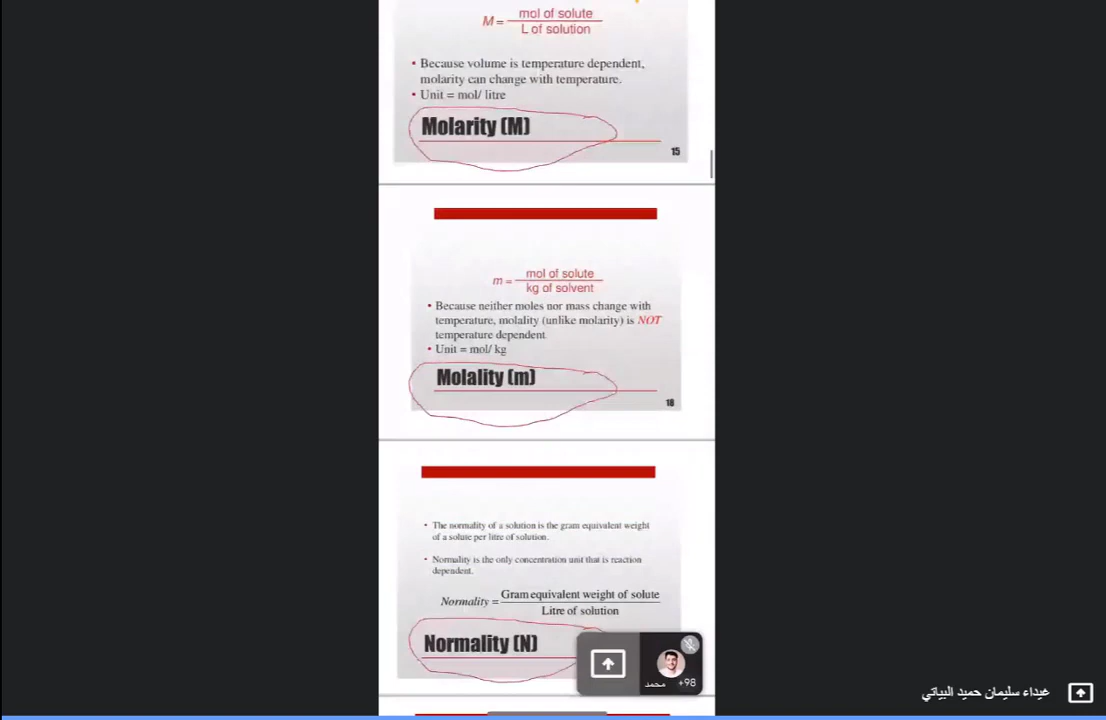 M = mol of solute
L of solution
• Because volume is temperature dependent,
molarity can change with temperature.
• Unit = mol/ litre
Molarity (M)
15
m = mol of solute
kg of solvent
• Because neither moles nor mass change with
temperature, molality (unlike molarity) is NOT
temperature dependent
• Unit = mol/ kg
Molality (m)
18
• The normality of a solution is the gram equivalent weight
of a solute per litre of solution.
• Normality is the only concentration unit that is reaction
dependent.
Normality = Gram equivalent weight of solute
Litre of solution
Normality (N)
محمد
+98
غيداء سليمان حميد البياتي